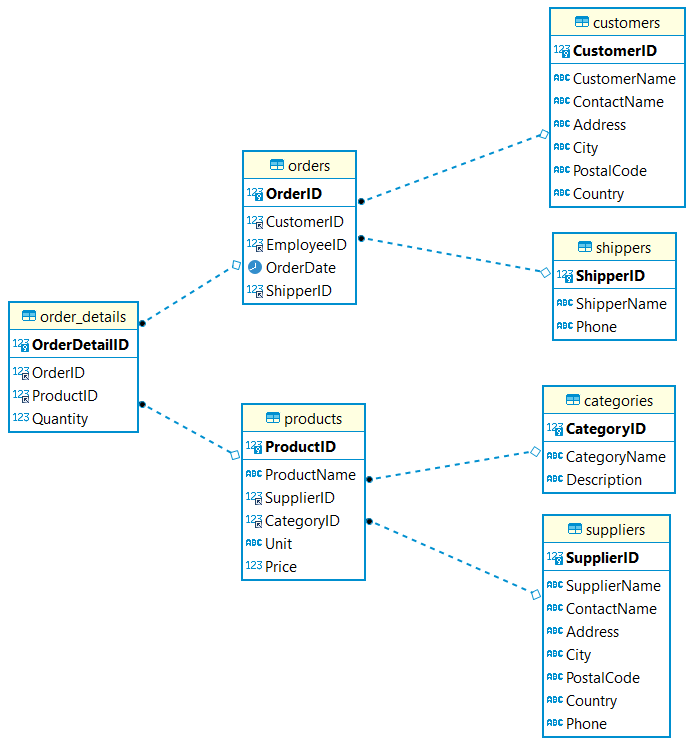 customers
CustomerID
CustomerName
ContactName
Address
City
PostalCode
Country
orders
OrderID
CustomerID
EmployeeID
OrderDate
ShipperID
shippers
ShipperID
ShipperName
Phone
order_details
OrderDetailID
OrderID
ProductID
Quantity
products
ProductID
ProductName
SupplierID
CategoryID
Unit
Price
categories
CategoryID
CategoryName
Description
suppliers
SupplierID
SupplierName
ContactName
Address
City
PostalCode
Country
Phone